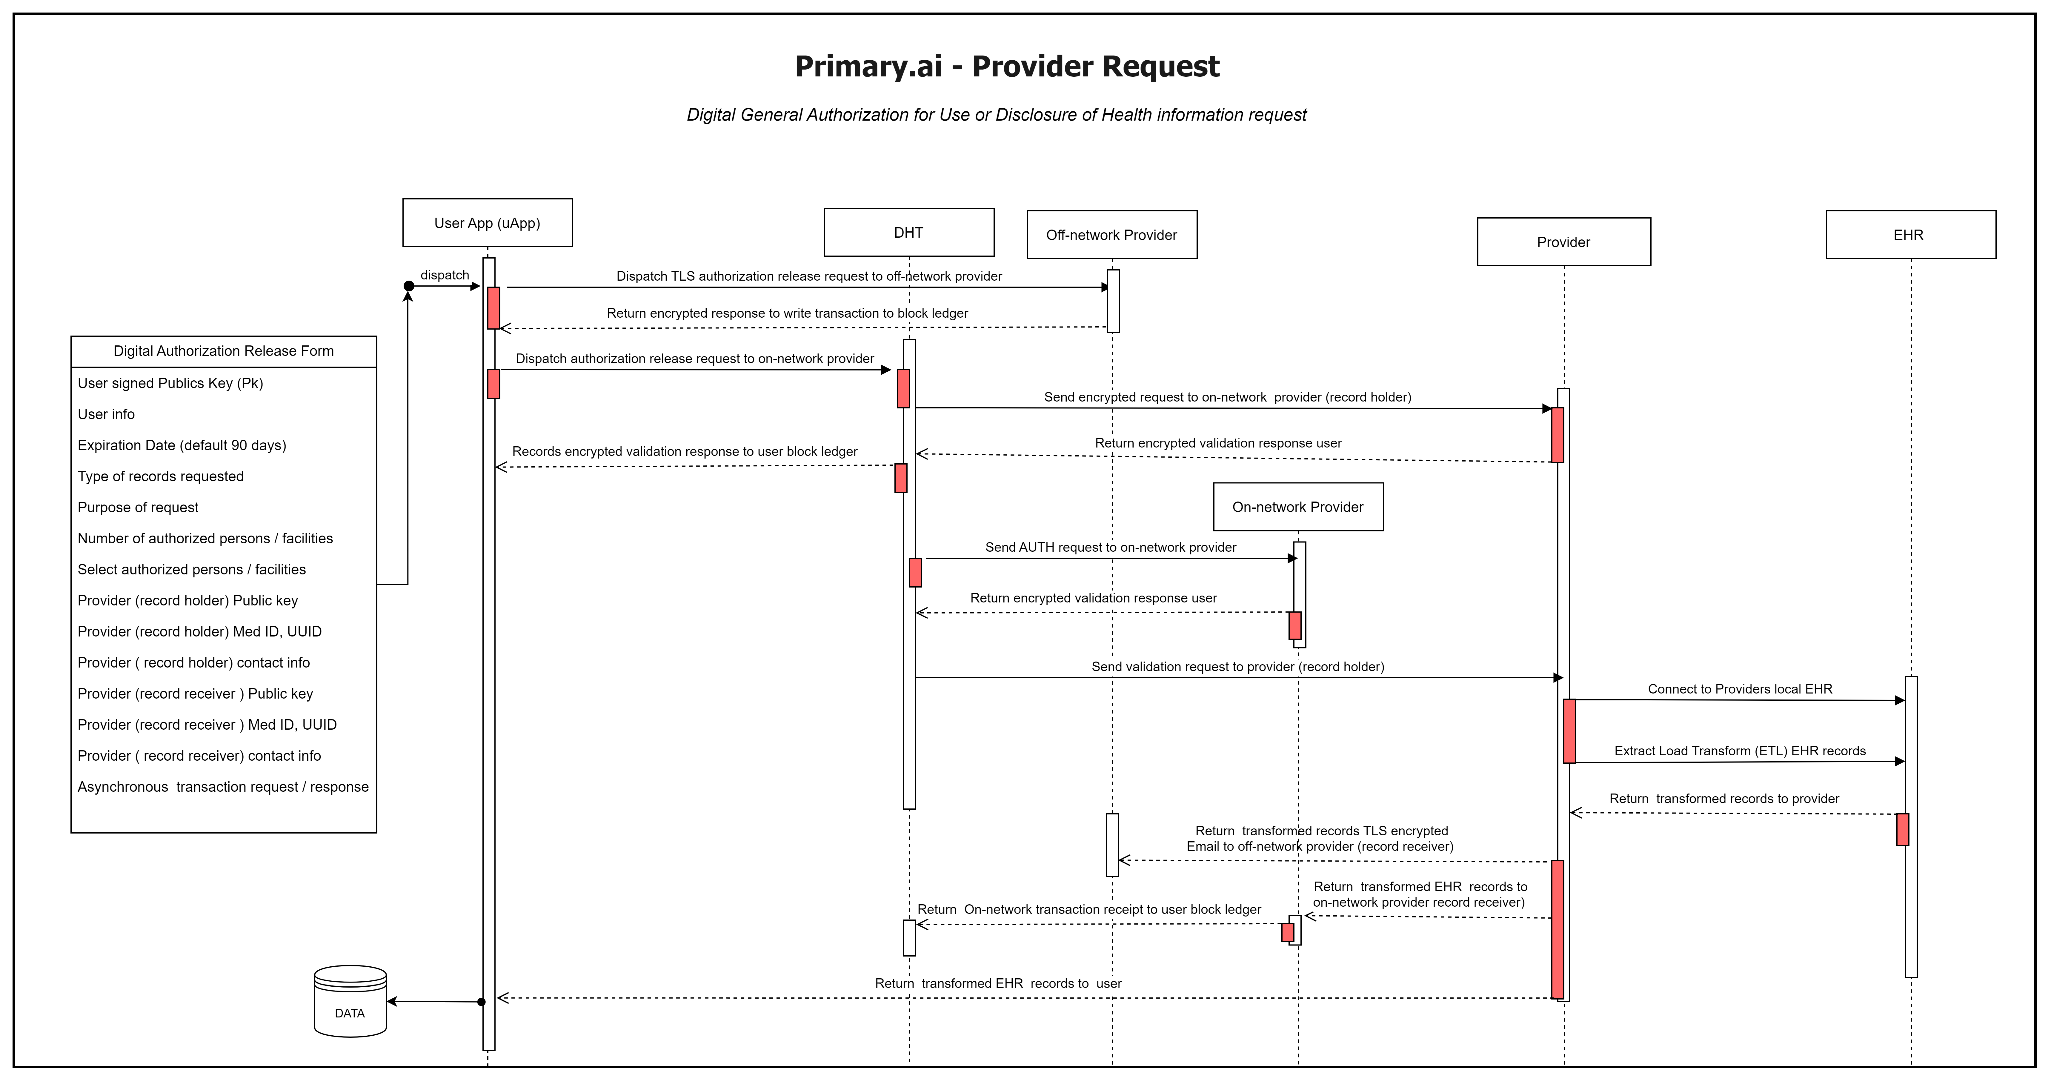 Primary.ai - Provider Request
Digital General Authorization for Use or Disclosure of Health information request
User App (uApp)
DHT
Off-network Provider
Provider
EHR
dispatch
Dispatch TLS authorization release request to off-network provider
Return encrypted response to write transaction to block ledger
Digital Authorization Release Form
User signed Publics Key (Pk)
User info
Expiration Date (default 90 days)
Type of records requested
Purpose of request
Number of authorized persons / facilities
Select authorized persons / facilities
Provider (record holder) Public key
Provider (record holder) Med ID, UUID
Provider ( record holder) contact info
Provider (record receiver ) Public key
Provider (record receiver ) Med ID, UUID
Provider ( record receiver) contact info
Asynchronous  transaction request / response
Dispatch authorization release request to on-network provider
Send encrypted request to on-network  provider (record holder)
Return encrypted validation response user
Records encrypted validation response to user block ledger
On-network Provider
Send AUTH request to on-network provider
Return encrypted validation response user
Send validation request to provider (record holder)
Connect to Providers local EHR
Extract Load Transform (ETL) EHR records
Return  transformed records to provider
Return  transformed records TLS encrypted
Email to off-network provider (record receiver)
Return  transformed EHR  records to
on-network provider record receiver)
Return  On-network transaction receipt to user block ledger
Return  transformed EHR  records to  user
DATA